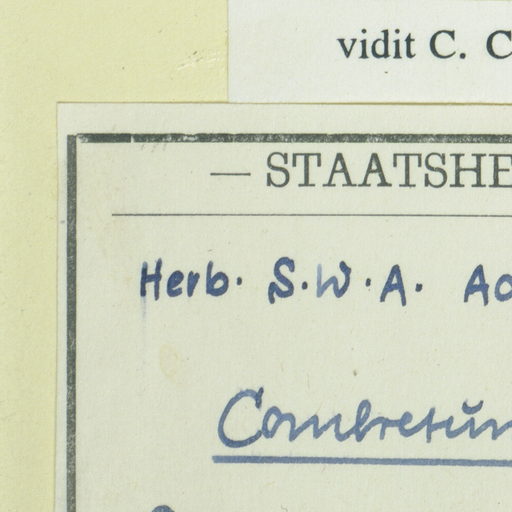 vidit C. C
— STAATSHE
Herb. S.W.A. Ac
Combretum